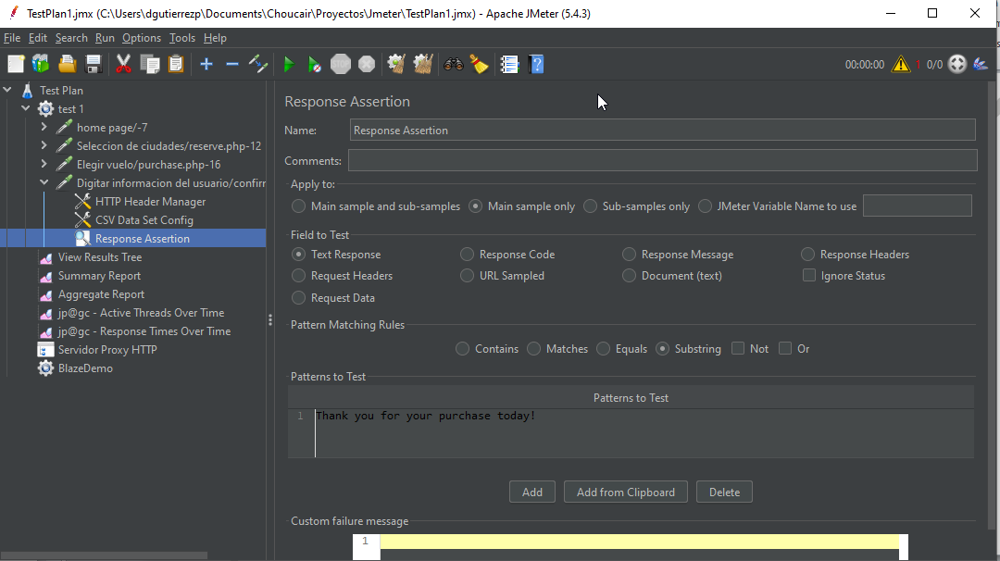 TestPlan1.jmx (C:\Users\dgutierrezp\Documents\Choucair\Proyectos\Jmeter\TestPlan1.jmx) - Apache JMeter (5.4.3)
File Edit Search Run Options Tools Help
00:00:00 1 0/0
Test Plan
test 1
home page/-7
Seleccion de ciudades/reserve.php-12
Elegir vuelo/purchase.php-16
Digitar informacion del usuario/confirr
HTTP Header Manager
CSV Data Set Config
Response Assertion
View Results Tree
Summary Report
Aggregate Report
jp@gc - Active Threads Over Time
jp@gc - Response Times Over Time
Servidor Proxy HTTP
BlazeDemo
Response Assertion
Name: Response Assertion
Comments:
Apply to:
Main sample and sub-samples Main sample only Sub-samples only JMeter Variable Name to use
Field to Test
Text Response Response Code Response Message Response Headers
Request Headers URL Sampled Document (text) Ignore Status
Request Data
Pattern Matching Rules
Contains Matches Equals Substring Not Or
Patterns to Test
Patterns to Test
1 Thank you for your purchase today!
Add Add from Clipboard Delete
Custom failure message
1